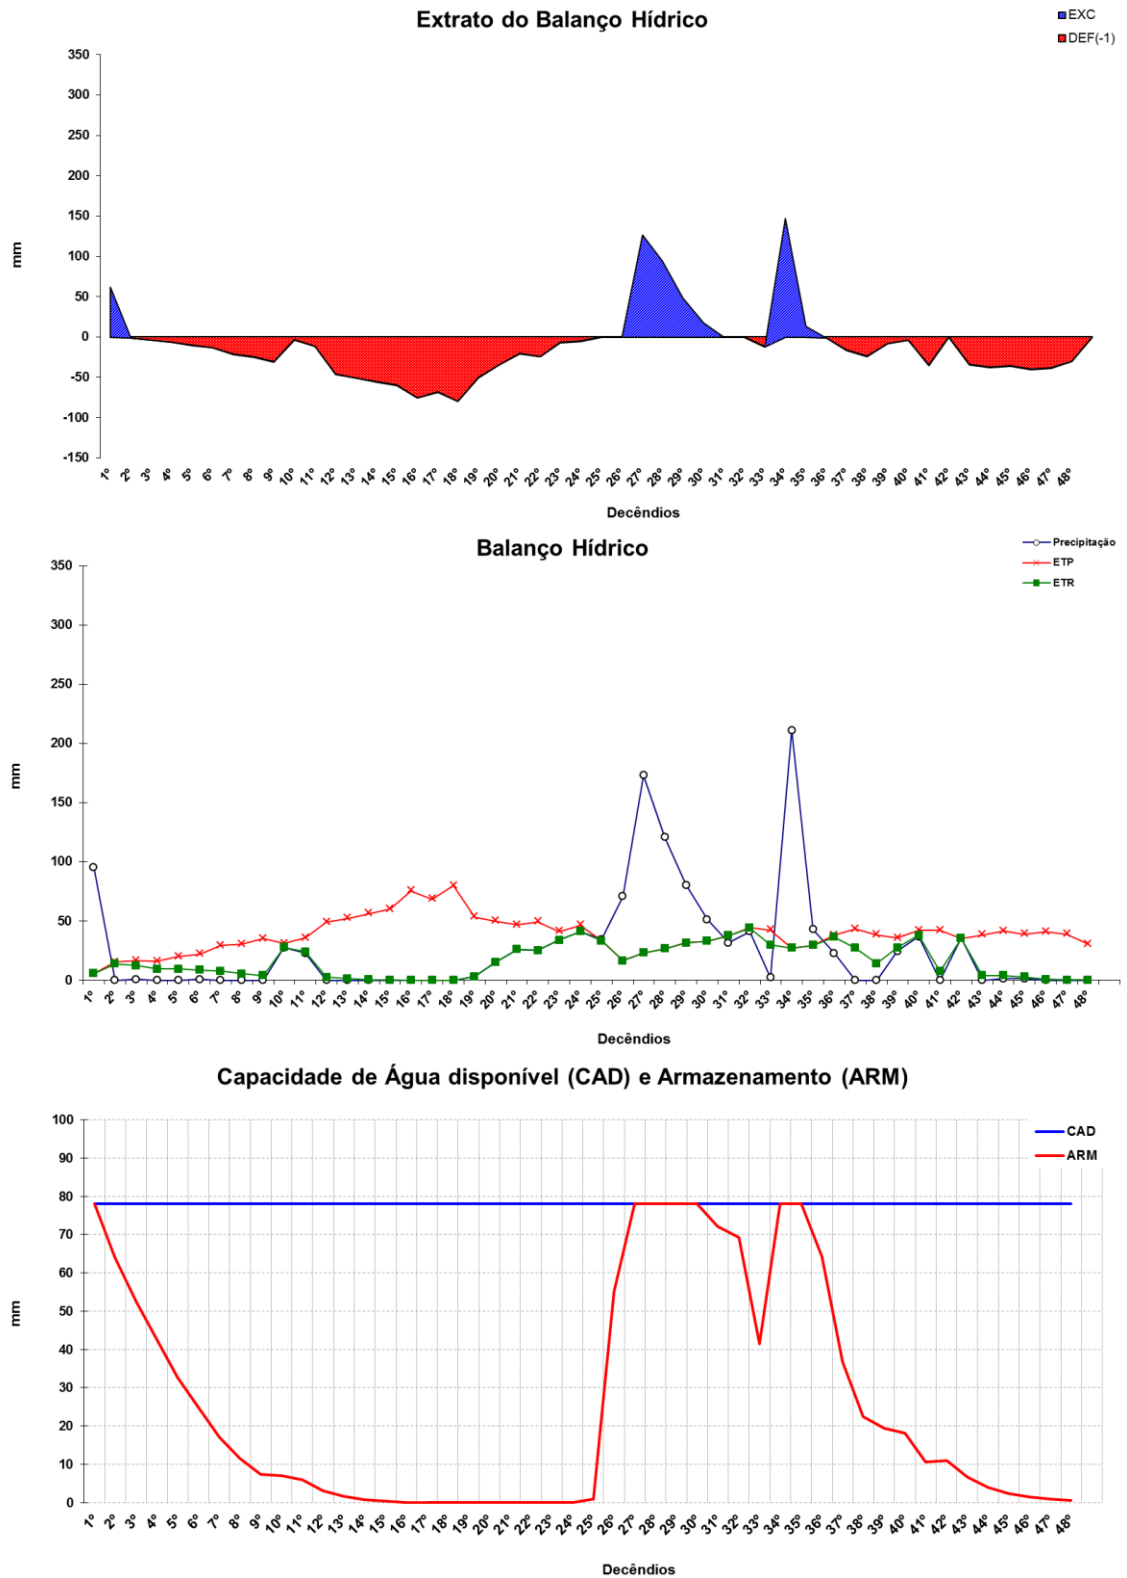 Extrato do Balanço Hídrico
EXC
DEF(-1)
350
300
250
200
150
100
50
0
-50
-100
-150
mm
1º 2º 3º 4º 5º 6º 7º 8º 9º 10º 11º 12º 13º 14º 15º 16º 17º 18º 19º 20º 21º 22º 23º 24º 25º 26º 27º 28º 29º 30º 31º 32º 33º 34º 35º 36º 37º 38º 39º 40º 41º 42º 43º 44º 45º 46º 47º 48º
Decêndios
Balanço Hídrico
Precipitação
ETP
ETR
350
300
250
200
150
100
50
0
mm
1º 2º 3º 4º 5º 6º 7º 8º 9º 10º 11º 12º 13º 14º 15º 16º 17º 18º 19º 20º 21º 22º 23º 24º 25º 26º 27º 28º 29º 30º 31º 32º 33º 34º 35º 36º 37º 38º 39º 40º 41º 42º 43º 44º 45º 46º 47º 48º
Decêndios
Capacidade de Água disponível (CAD) e Armazenamento (ARM)
CAD
ARM
100
90
80
70
60
50
40
30
20
10
0
mm
1º 2º 3º 4º 5º 6º 7º 8º 9º 10º 11º 12º 13º 14º 15º 16º 17º 18º 19º 20º 21º 22º 23º 24º 25º 26º 27º 28º 29º 30º 31º 32º 33º 34º 35º 36º 37º 38º 39º 40º 41º 42º 43º 44º 45º 46º 47º 48º
Decêndios